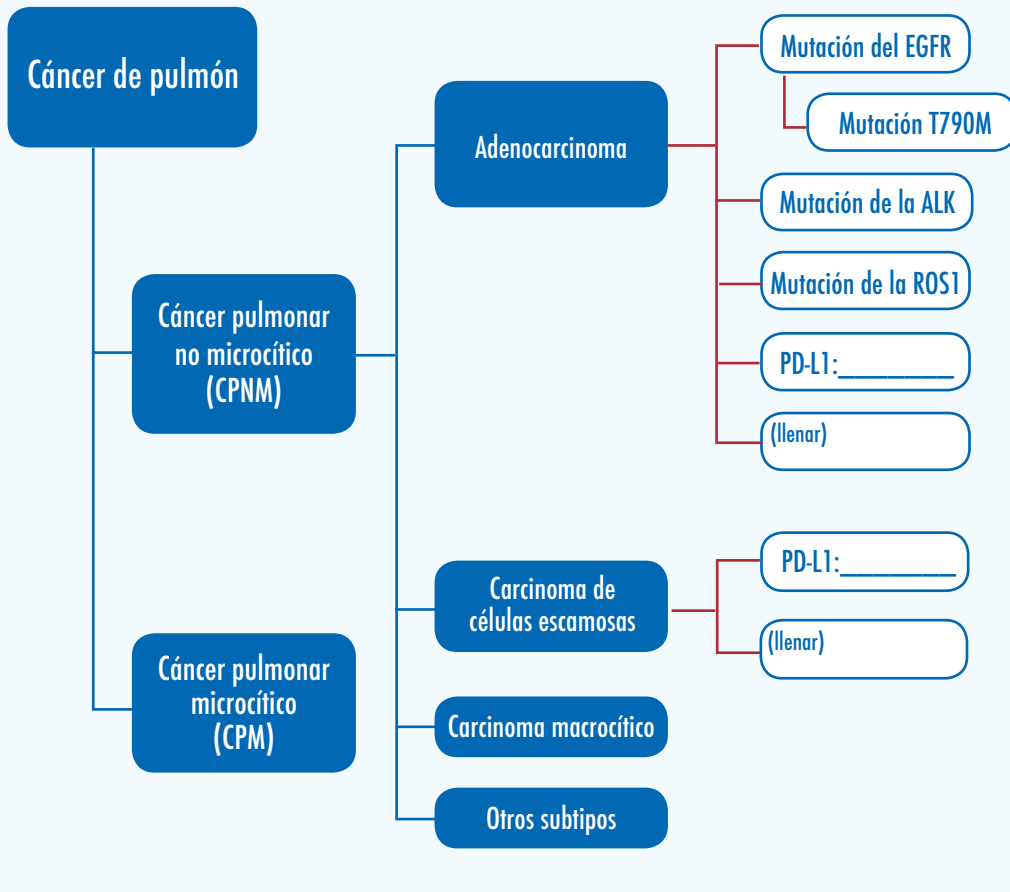 Cáncer de pulmón
Cáncer pulmonar
no microcítico
(CPNM)
Cáncer pulmonar
microcítico
(CPM)
Adenocarcinoma
Carcinoma de
células escamosas
Carcinoma macrocítico
Otros subtipos
Mutación del EGFR
Mutación T790M
Mutación de la ALK
Mutación de la ROS1
PD-L1:_________
(llenar)
PD-L1:_________
(llenar)